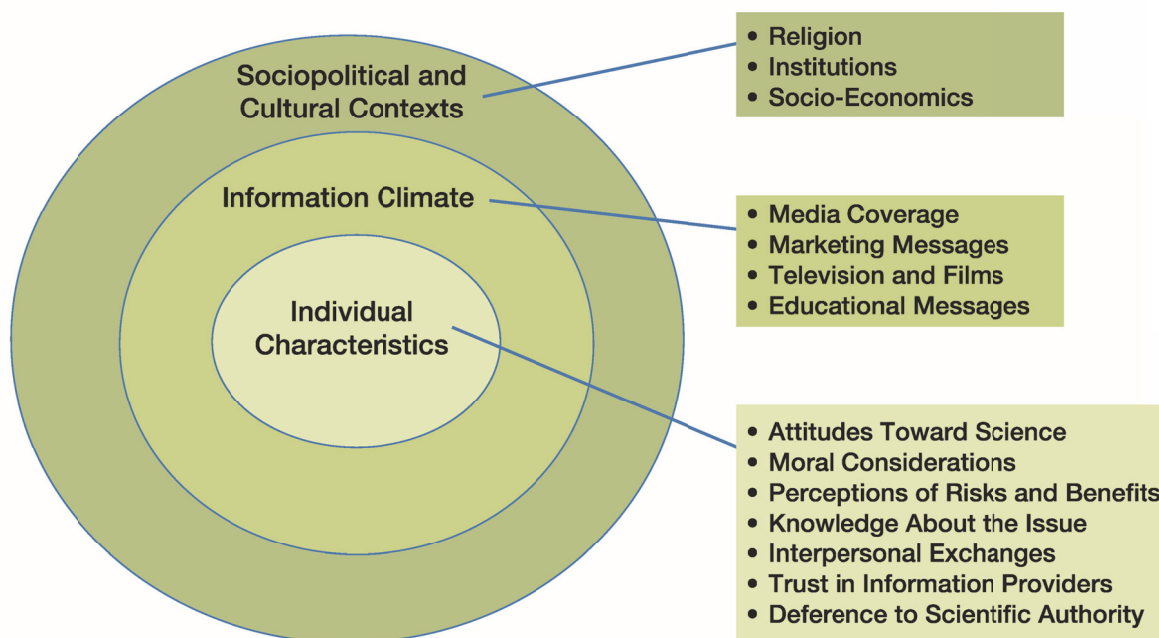 Sociopolitical and
Cultural Contexts
Information Climate
Individual
Characteristics
• Religion
• Institutions
• Socio-Economics
• Media Coverage
• Marketing Messages
• Television and Films
• Educational Messages
• Attitudes Toward Science
• Moral Considerations
• Perceptions of Risks and Benefits
• Knowledge About the Issue
• Interpersonal Exchanges
• Trust in Information Providers
• Deference to Scientific Authority